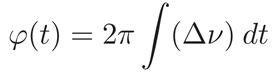 φ(t) = 2π ∫ (Δν) dt